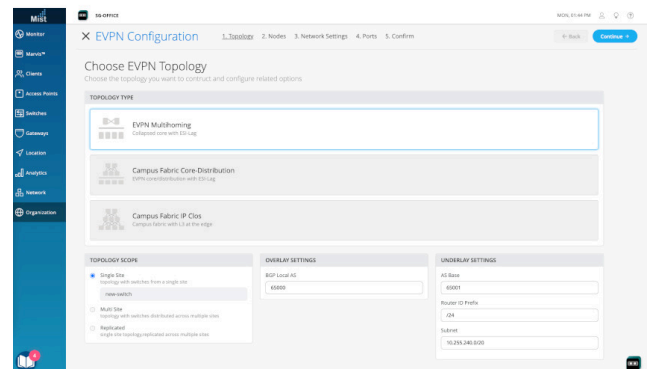 Mist
SG-OFFICE
MON, 01:44 PM
Monitor
Marvis™
Clients
Access Points
Switches
Gateways
Location
Analytics
Network
Organization
EVPN Configuration
1. Topology 2. Nodes 3. Network Settings 4. Ports 5. Confirm
← Back
Continue →
Choose EVPN Topology
Choose the topology you want to contruct and configure related options
TOPOLOGY TYPE
EVPN Multihoming
Collapsed core with ESI-Lag
Campus Fabric Core-Distribution
EVPN core/distribution with ESI-Lag
Campus Fabric IP Clos
Campus fabric with L3 at the edge
TOPOLOGY SCOPE
Single Site
topology with switches from a single site
new-switch
Multi Site
topology with switches distributed across multiple sites
Replicated
single site topology replicated across multiple sites
OVERLAY SETTINGS
BGP Local AS
65000
UNDERLAY SETTINGS
AS Base
65001
Router ID Prefix
/24
Subnet
10.255.240.0/20